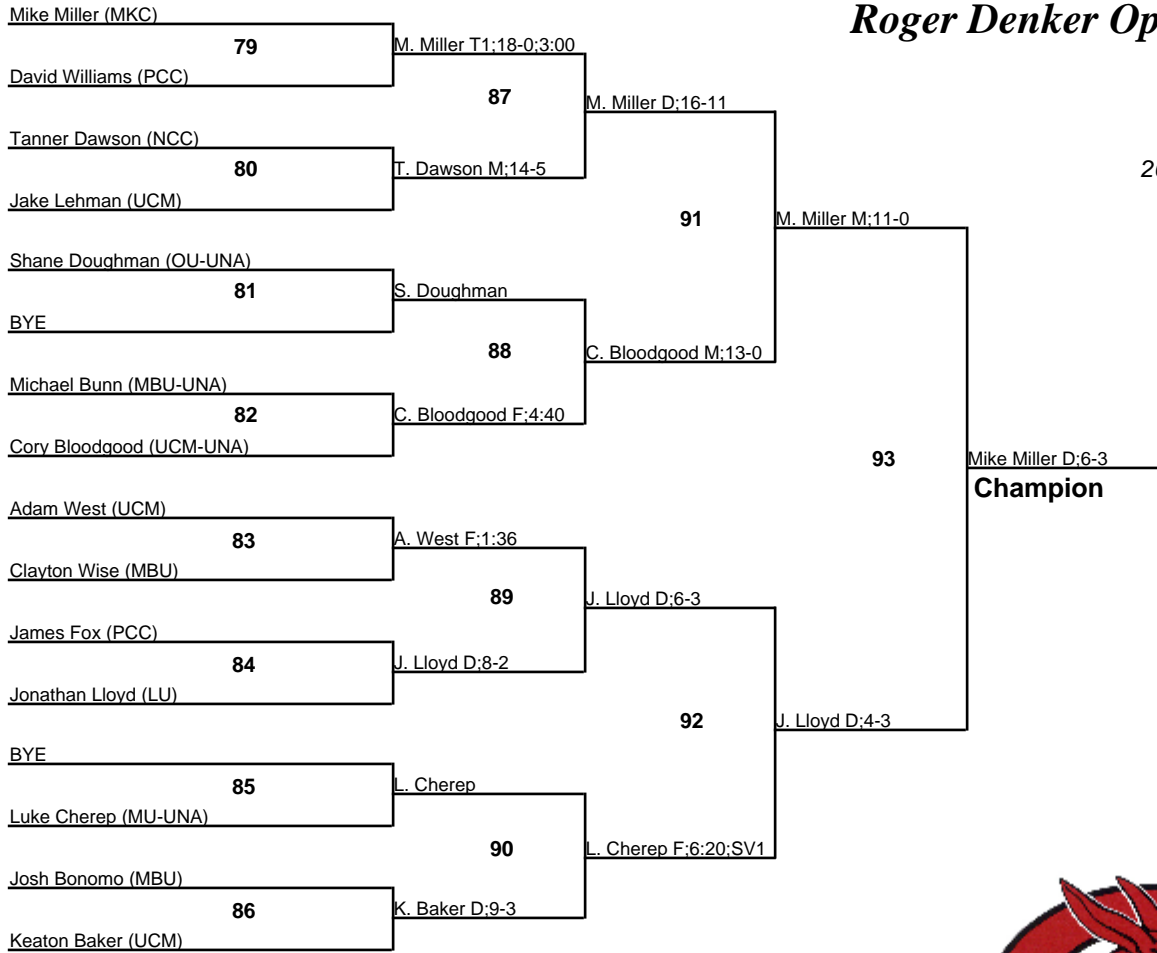 Roger Denker Op
Mike Miller (MKC)
79
M. Miller T1;18-0;3:00
David Williams (PCC)
87
M. Miller D;16-11
Tanner Dawson (NCC)
80
T. Dawson M;14-5
Jake Lehman (UCM)
91
M. Miller M;11-0
Shane Doughman (OU-UNA)
81
S. Doughman
BYE
88
C. Bloodgood M;13-0
Michael Bunn (MBU-UNA)
82
C. Bloodgood F;4:40
Cory Bloodgood (UCM-UNA)
93
Mike Miller D;6-3
Champion
Adam West (UCM)
83
A. West F;1:36
Clayton Wise (MBU)
89
J. Lloyd D;6-3
James Fox (PCC)
84
J. Lloyd D;8-2
Jonathan Lloyd (LU)
92
J. Lloyd D;4-3
BYE
85
L. Cherep
Luke Cherep (MU-UNA)
90
L. Cherep F;6:20;SV1
Josh Bonomo (MBU)
86
K. Baker D;9-3
Keaton Baker (UCM)